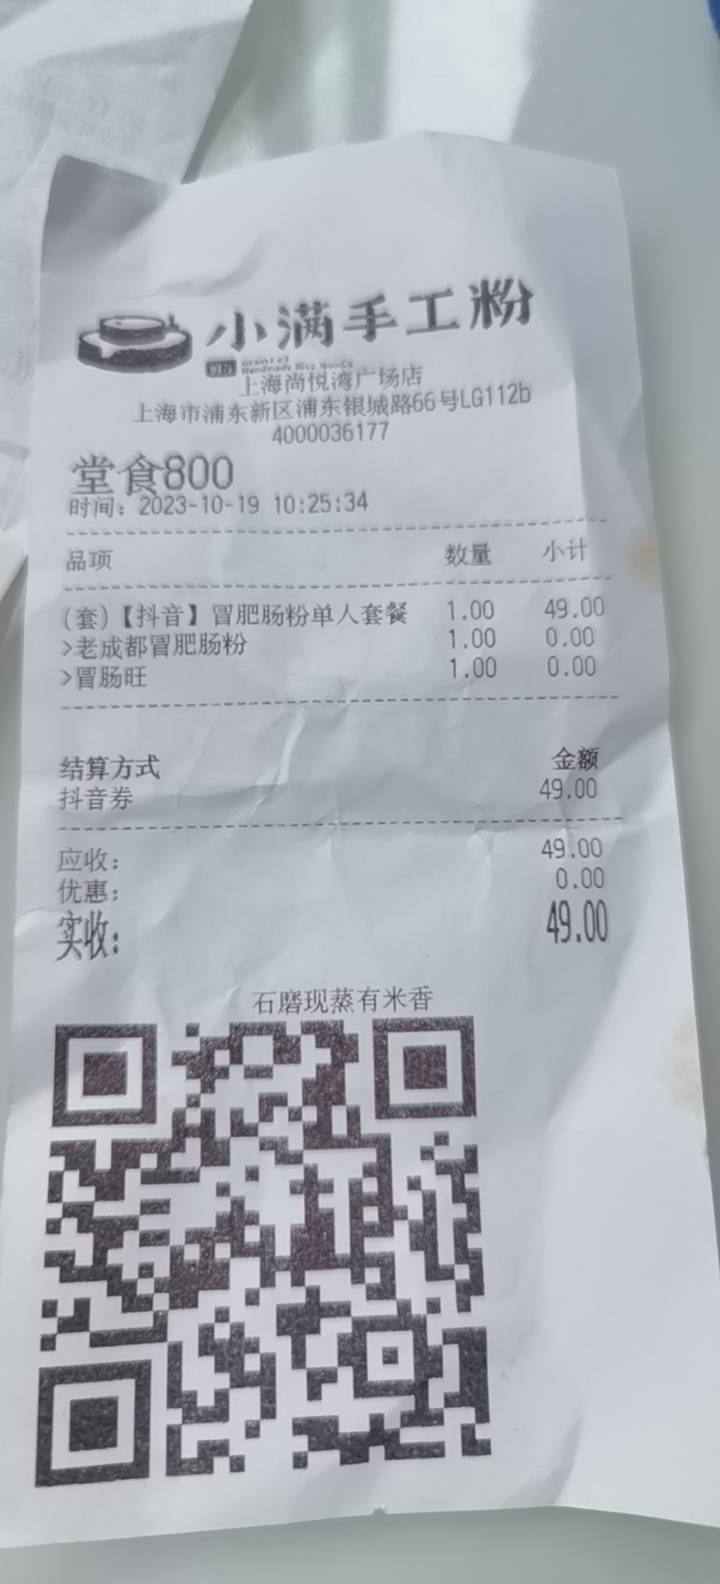 小满手工粉
Handmade Rice Noodle
上海尚悦湾广场店
上海市浦东新区浦东银城路66号LG112b
4000036177
堂食800
时间：2023-10-19 10:25:34
品项 数量 小计
(套)【抖音】冒肥肠粉单人套餐 1.00 49.00
>老成都冒肥肠粉 1.00 0.00
>冒肠旺 1.00 0.00
结算方式 金额
抖音券 49.00
应收： 49.00
优惠： 0.00
实收： 49.00
石磨现蒸有米香